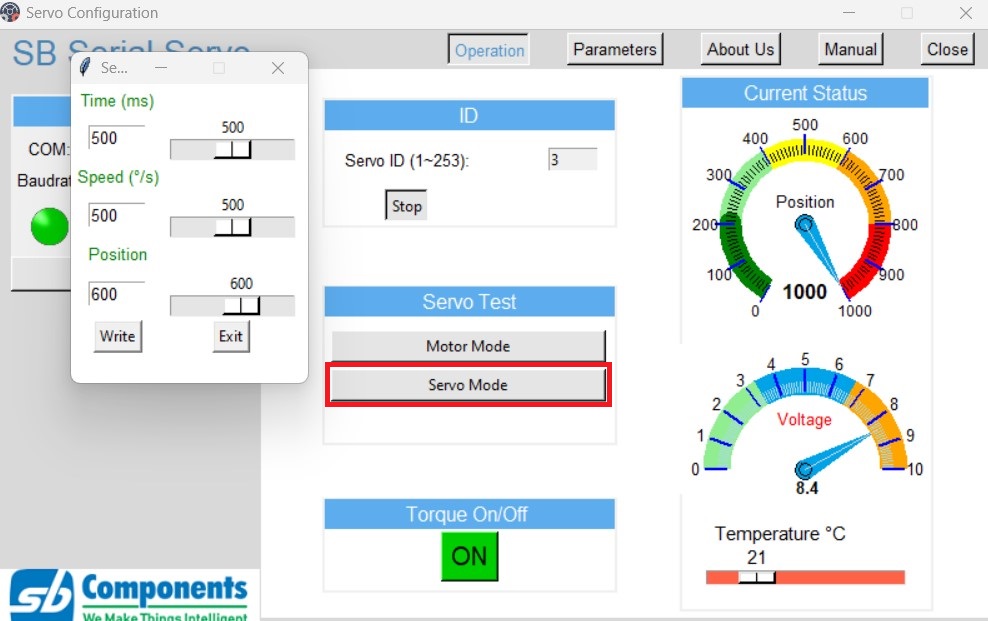 Servo Configuration
SB Serial Servo
Operation
Parameters
About Us
Manual
Close
Se...
Time (ms)
500
500
Speed (°/s)
500
500
Position
600
600
Write
Exit
COM:
ID
Servo ID (1~253):
3
Stop
Servo Test
Motor Mode
Servo Mode
Torque On/Off
ON
Current Status
0
100
200
300
400
500
600
700
800
900
1000
Position
1000
0
1
2
3
4
5
6
7
8
9
10
Voltage
8.4
Temperature °C
21
sb Components
We Make Things Intelligent